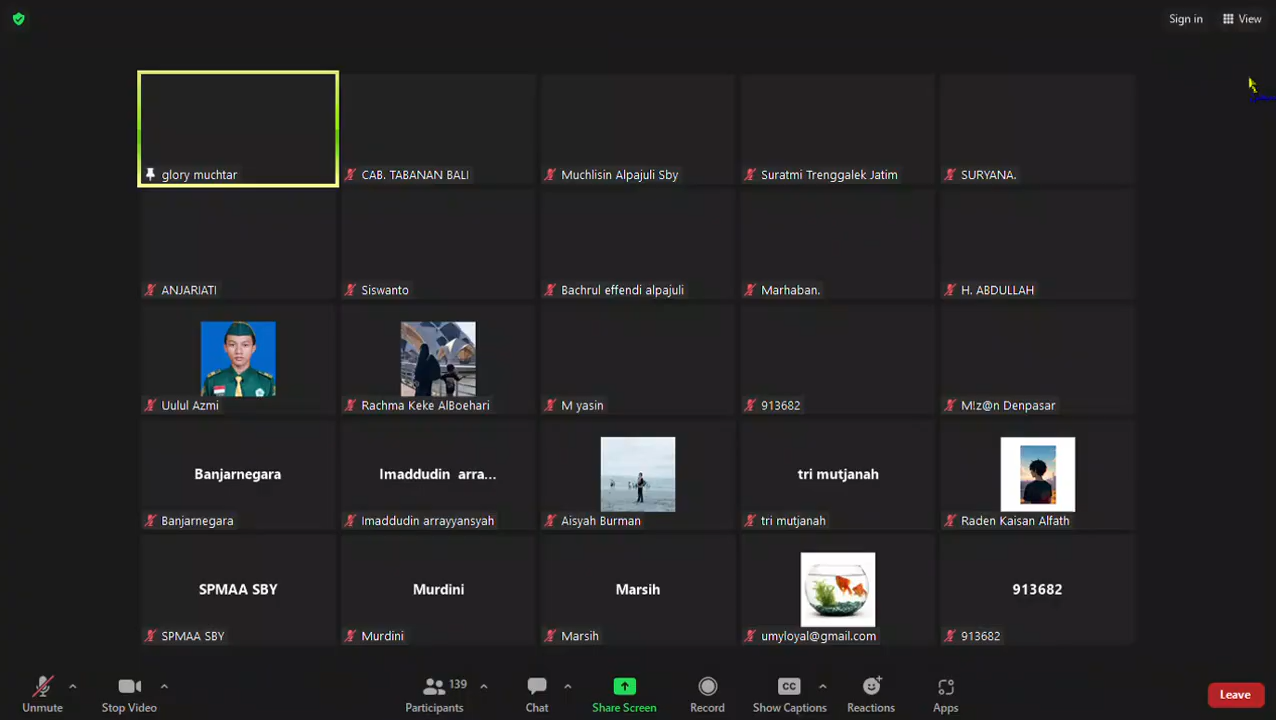 Sign in
View
glory muchtar
CAB. TABANAN BALI
Muchlisin Alpajuli Sby
Suratmi Trenggalek Jatim
SURYANA.
ANJARIATI
Siswanto
Bachrul effendi alpajuli
Marhaban.
H. ABDULLAH
Uulul Azmi
Rachma Keke AlBoehari
M yasin
913682
M!z@n Denpasar
Banjarnegara
Imaddudin arra...
tri mutjanah
Banjarnegara
Imaddudin arrayyansyah
Aisyah Burman
tri mutjanah
Raden Kaisan Alfath
SPMAA SBY
Murdini
Marsih
913682
SPMAA SBY
Murdini
Marsih
umyloyal@gmail.com
913682
139
CC
Unmute
Stop Video
Participants
Chat
Share Screen
Record
Show Captions
Reactions
Apps
Leave